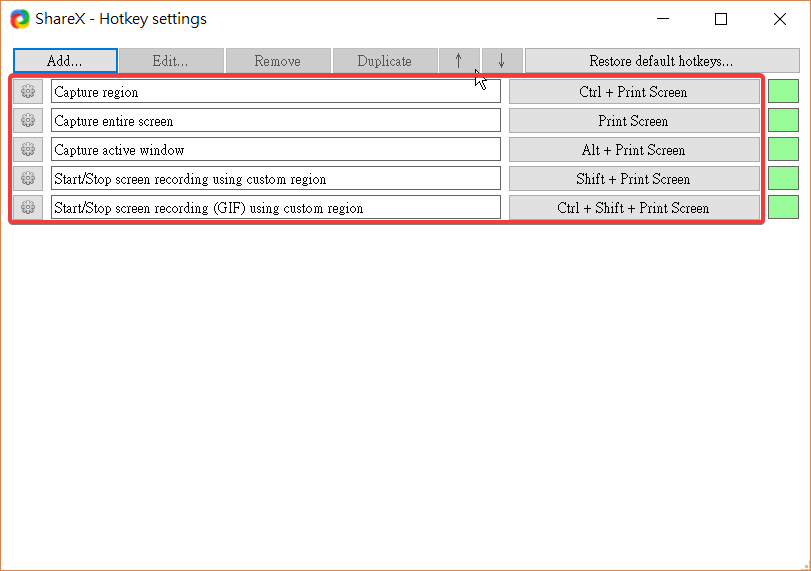 ShareX - Hotkey settings
Add... Edit... Remove Duplicate ↑ ↓ Restore default hotkeys...
Capture region Ctrl + Print Screen
Capture entire screen Print Screen
Capture active window Alt + Print Screen
Start/Stop screen recording using custom region Shift + Print Screen
Start/Stop screen recording (GIF) using custom region Ctrl + Shift + Print Screen